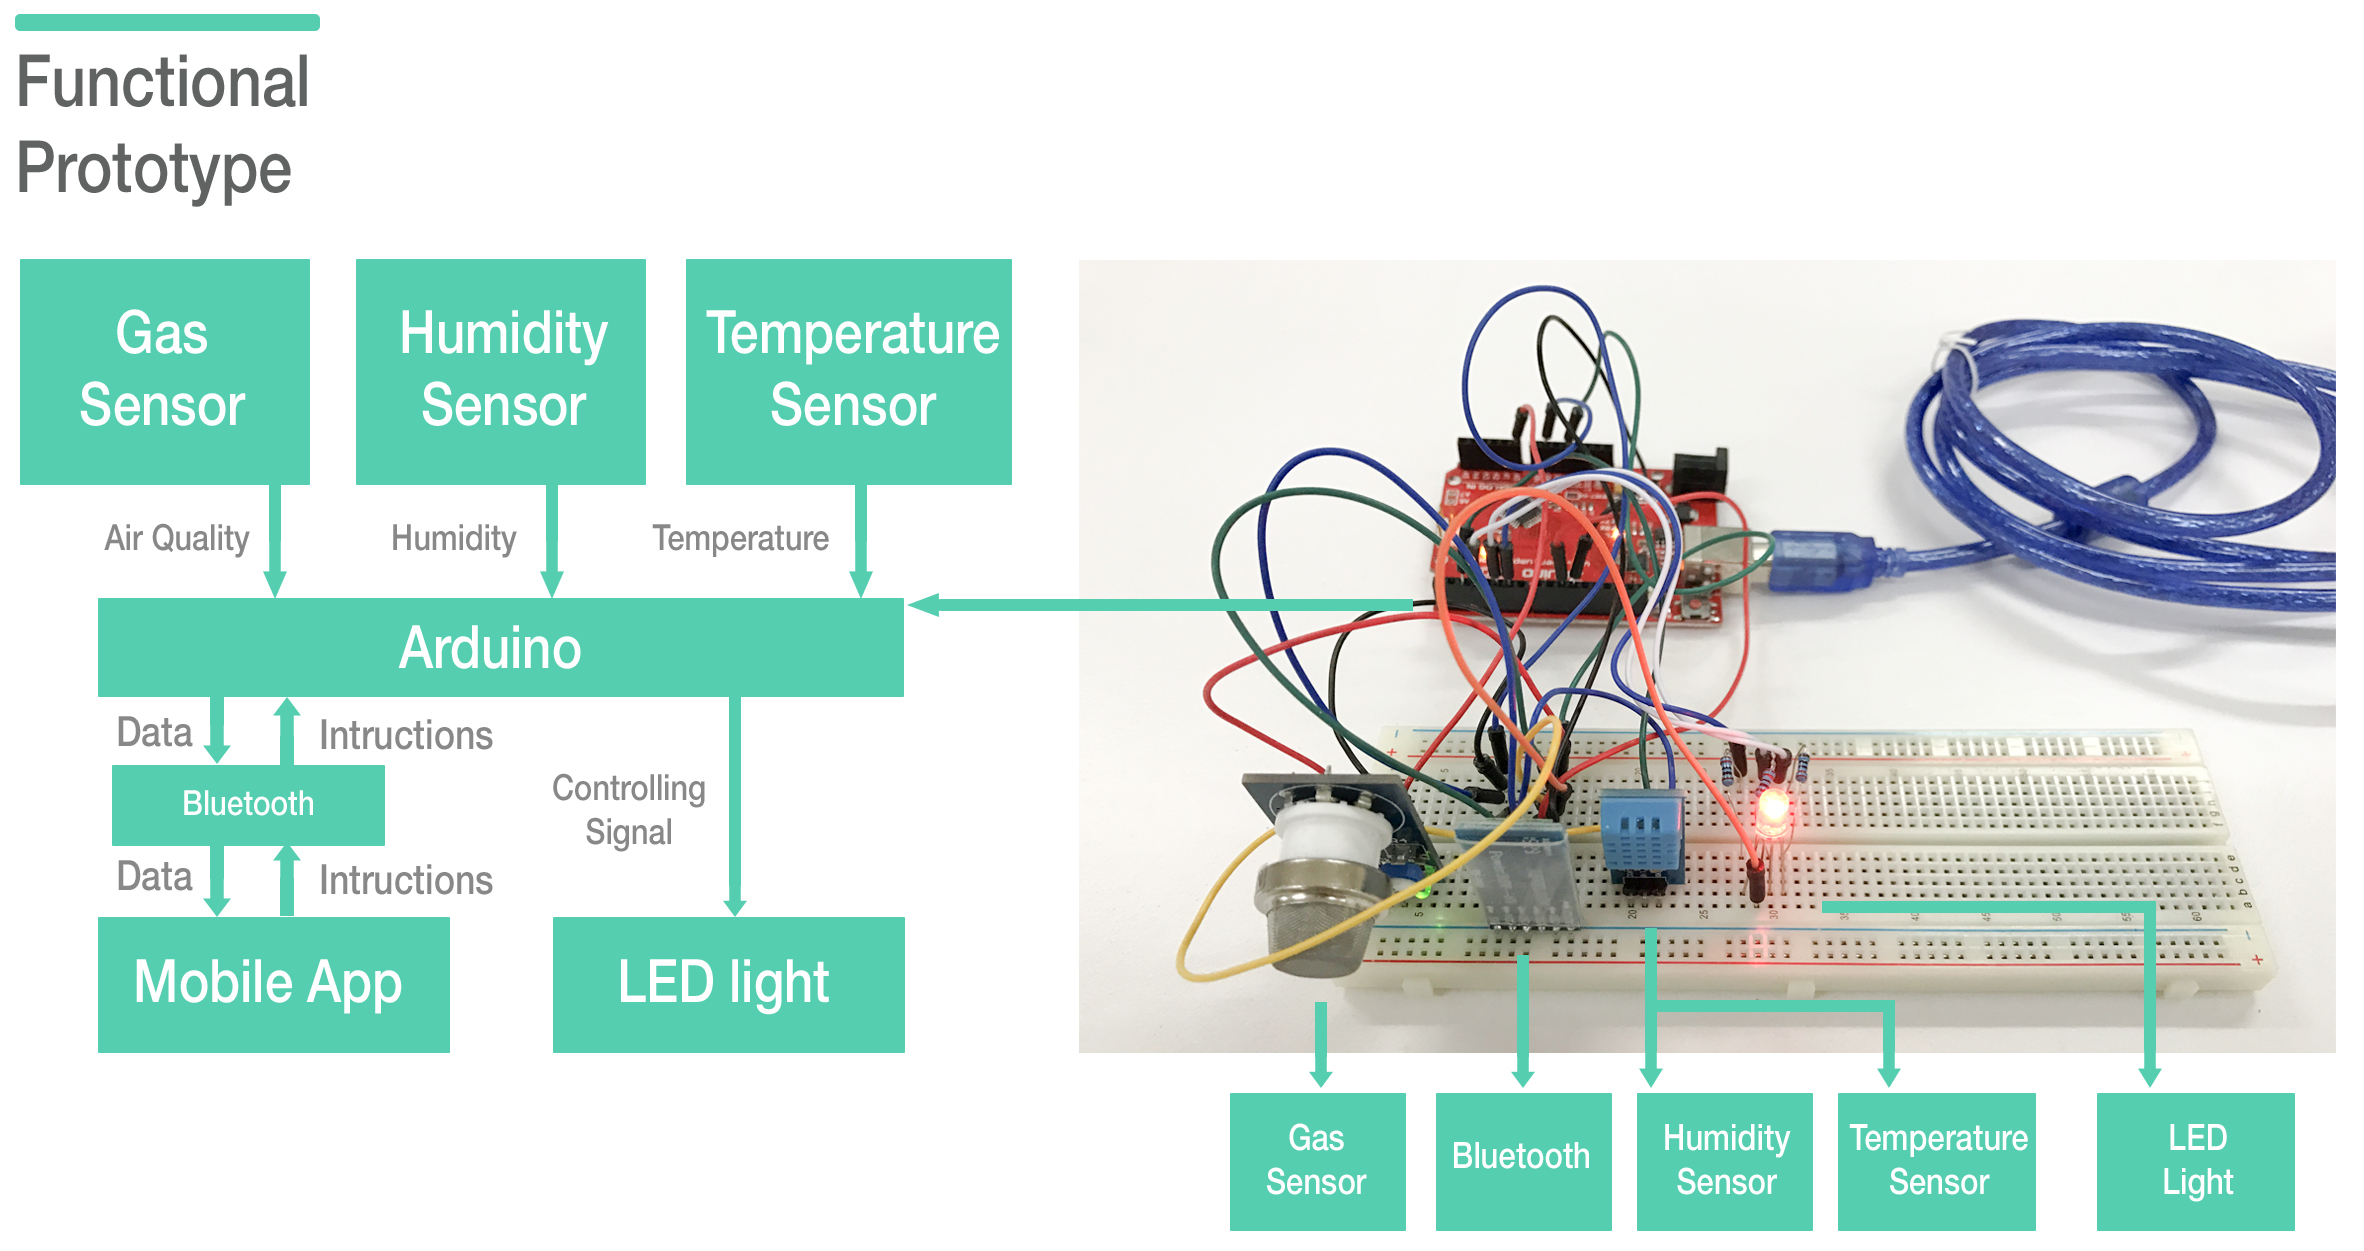 Functional
Prototype
Gas
Sensor
Humidity
Sensor
Temperature
Sensor
Air Quality
Humidity
Temperature
Arduino
Data
Intructions
Controlling
Signal
Bluetooth
Data
Intructions
Mobile App
LED light
Gas
Sensor
Bluetooth
Humidity
Sensor
Temperature
Sensor
LED
Light